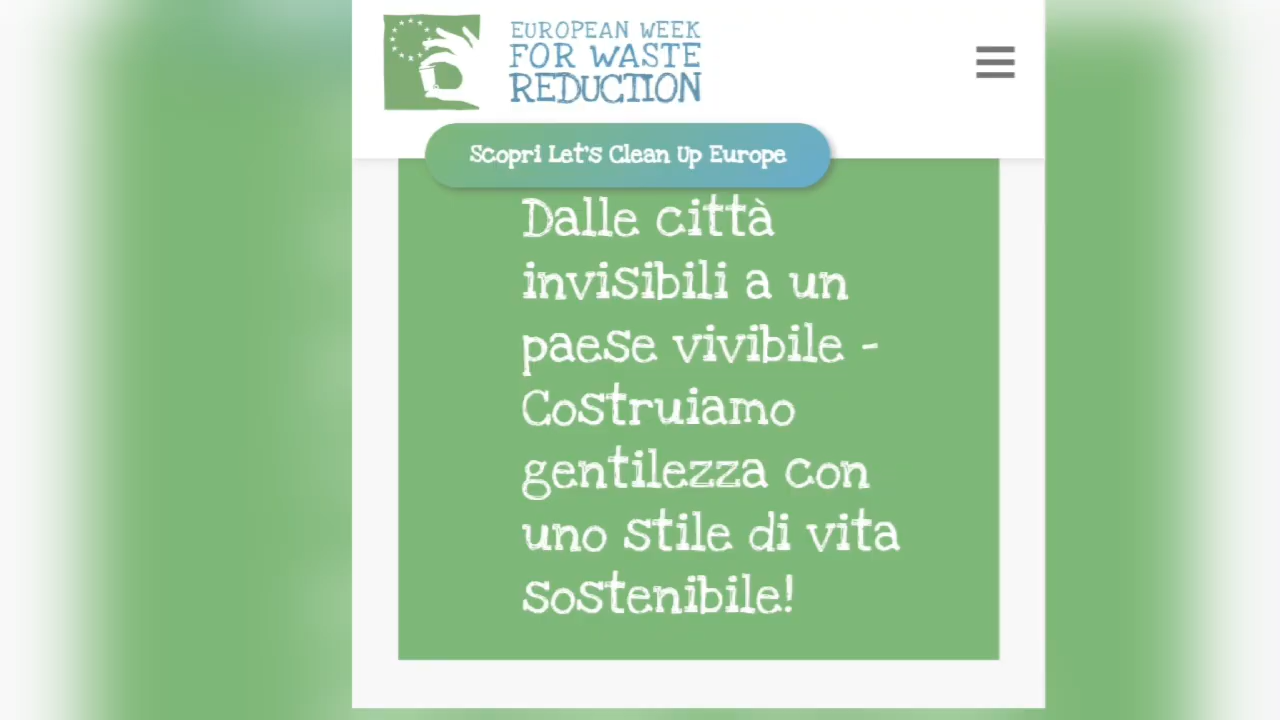 EUROPEAN WEEK
FOR WASTE
REDUCTION
Scopri Let's Clean Up Europe
Dalle città
invisibili a un
paese vivibile -
Costruiamo
gentilezza con
uno stile di vita
sostenibile!